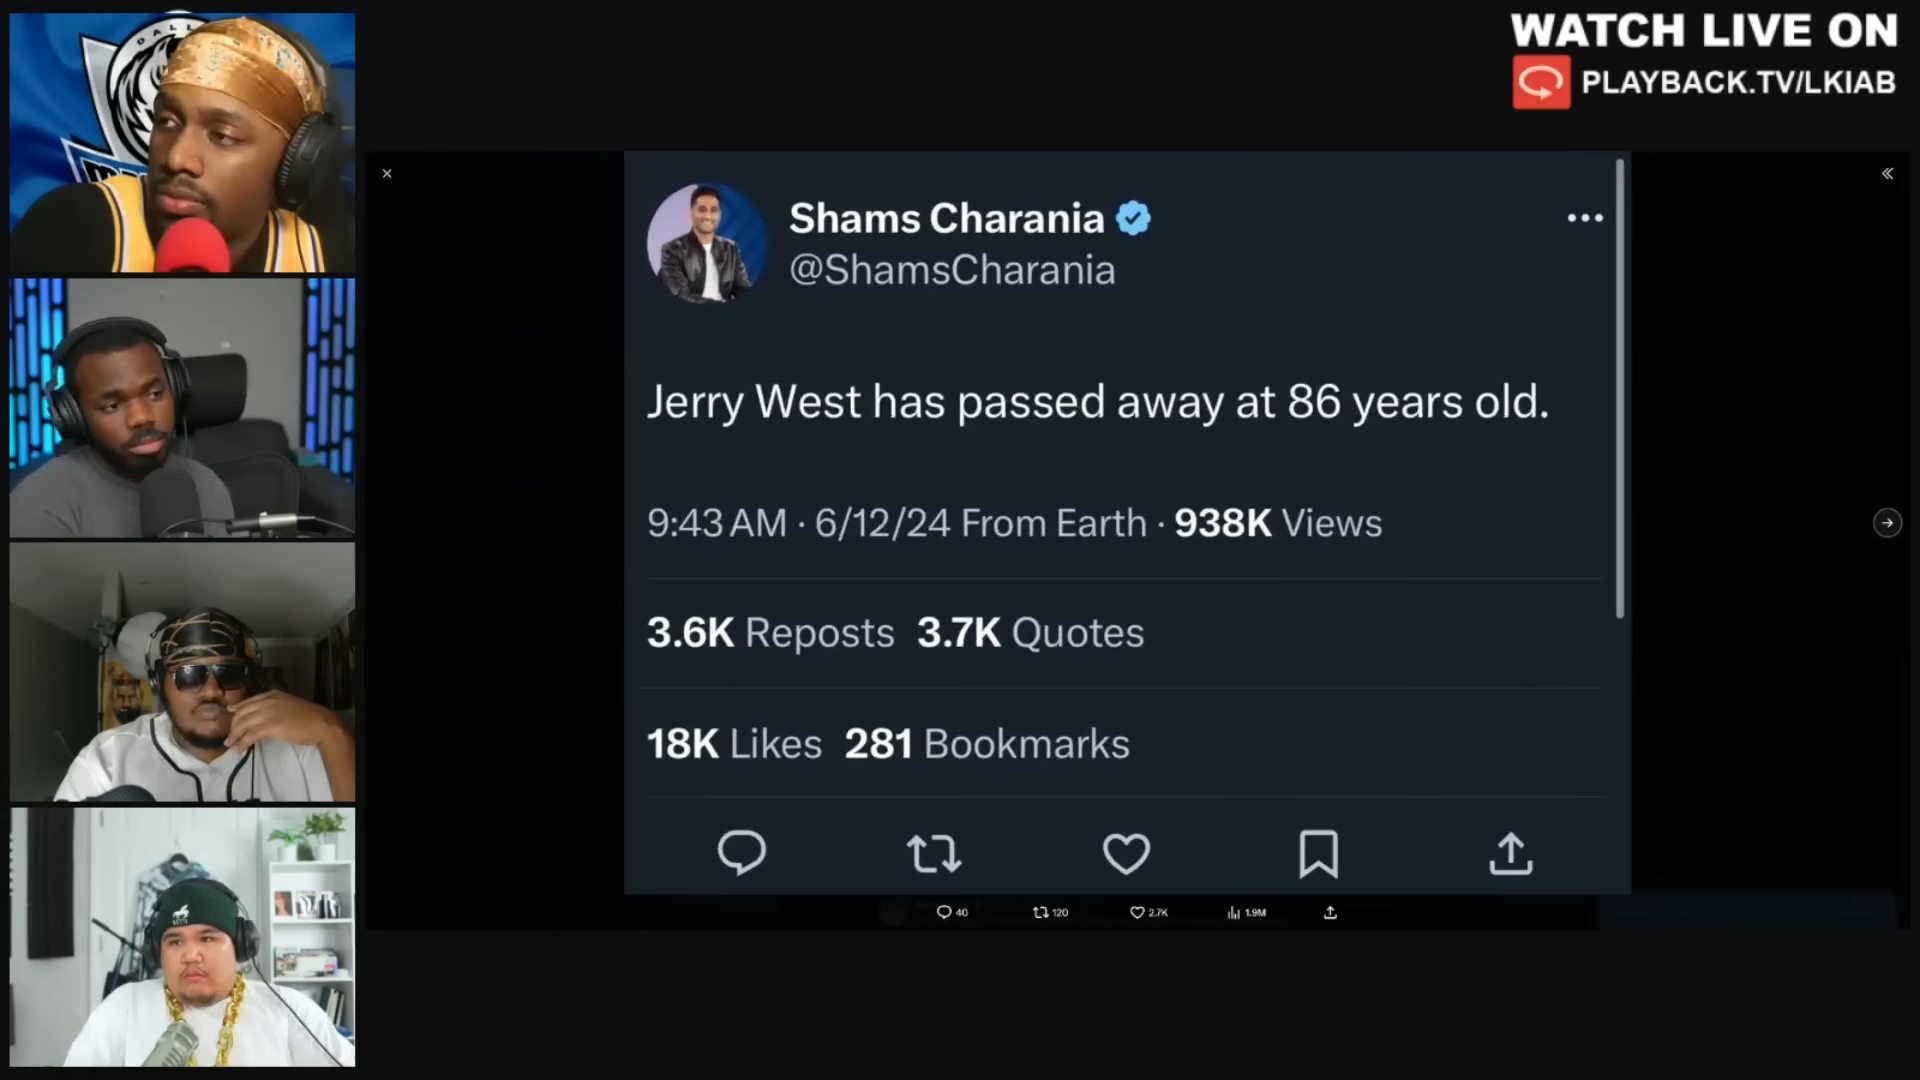 WATCH LIVE ON
PLAYBACK.TV/LKIAB
DALL
Shams Charania
@ShamsCharania
Jerry West has passed away at 86 years old.
9:43 AM · 6/12/24 From Earth · 938K Views
3.6K Reposts 3.7K Quotes
18K Likes 281 Bookmarks
40 120 2.7K 1.9M